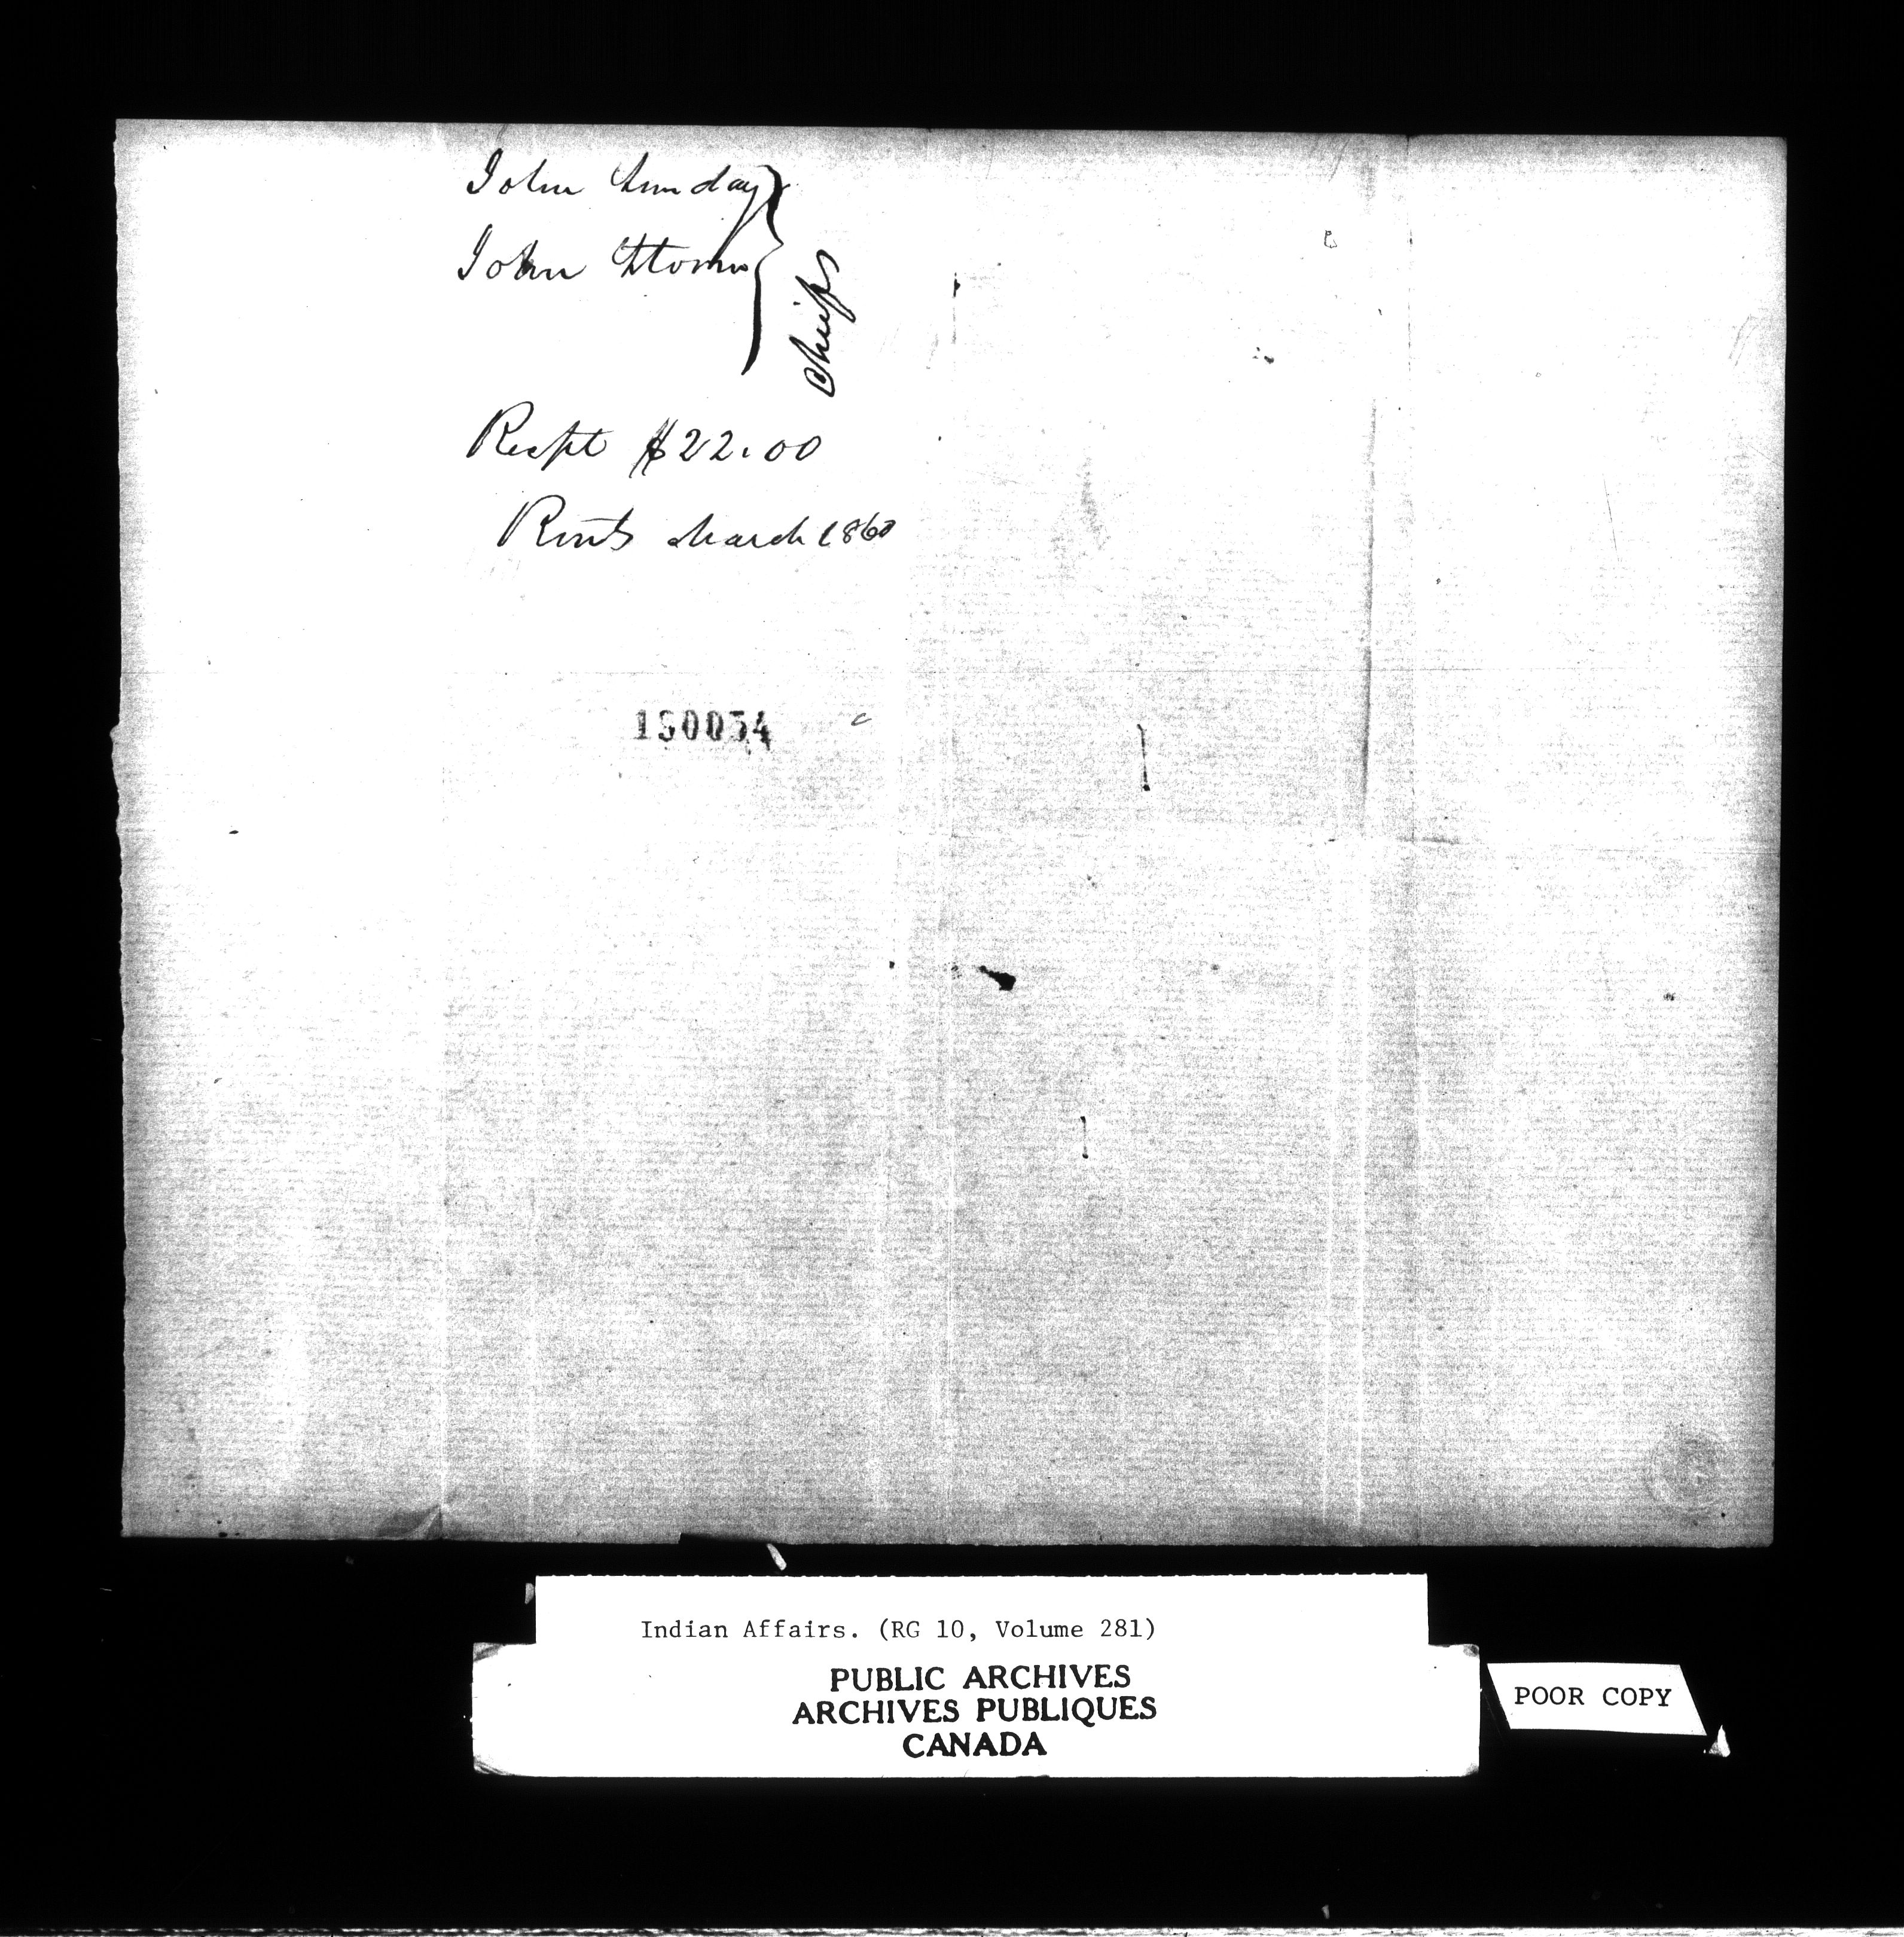 John Sunday
John Storm
Chiefs
Recpt $22.00
Rents March 1860
190034
Indian Affairs. (RG 10, Volume 281)
PUBLIC ARCHIVES
ARCHIVES PUBLIQUES
CANADA
POOR COPY